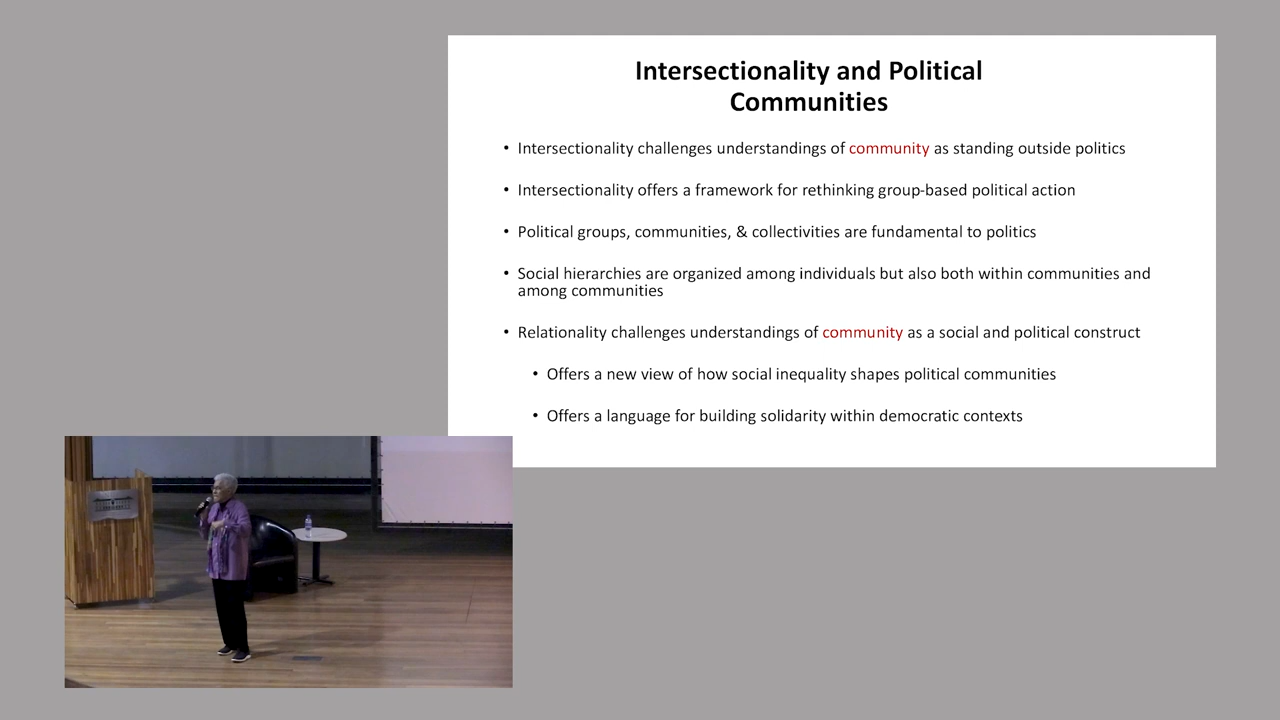 Intersectionality and Political
Communities
• Intersectionality challenges understandings of community as standing outside politics
• Intersectionality offers a framework for rethinking group-based political action
• Political groups, communities, & collectivities are fundamental to politics
• Social hierarchies are organized among individuals but also both within communities and
among communities
• Relationality challenges understandings of community as a social and political construct
• Offers a new view of how social inequality shapes political communities
• Offers a language for building solidarity within democratic contexts